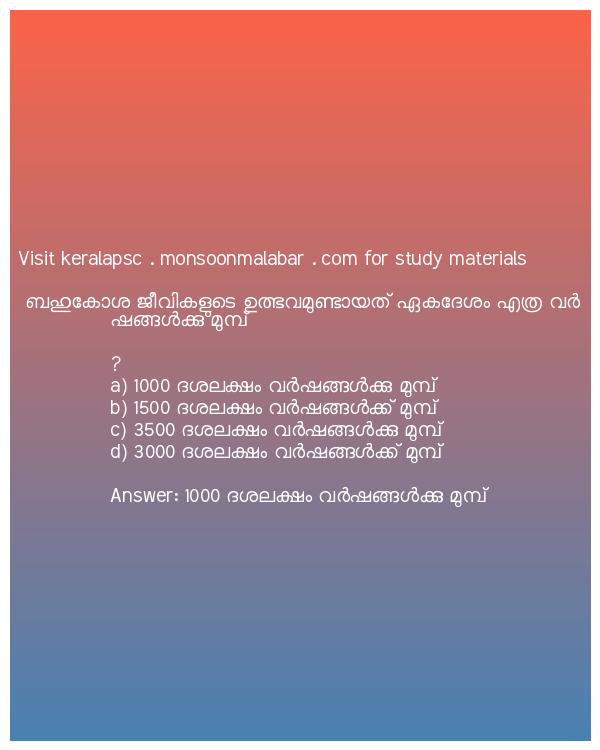 Visit keralapsc . monsoonmalabar . com for study materials
ബഹുകോശ ജീവികളുടെ ഉത്ഭവമുണ്ടായത് ഏകദേശം എത്ര വർ
ഷങ്ങൾക്കു മുമ്പ്
?
a) 1000 ദശലക്ഷം വർഷങ്ങൾക്കു മുമ്പ്
b) 1500 ദശലക്ഷം വർഷങ്ങൾക്ക് മുമ്പ്
c) 3500 ദശലക്ഷം വർഷങ്ങൾക്കു മുമ്പ്
d) 3000 ദശലക്ഷം വർഷങ്ങൾക്ക് മുമ്പ്
Answer: 1000 ദശലക്ഷം വർഷങ്ങൾക്കു മുമ്പ്